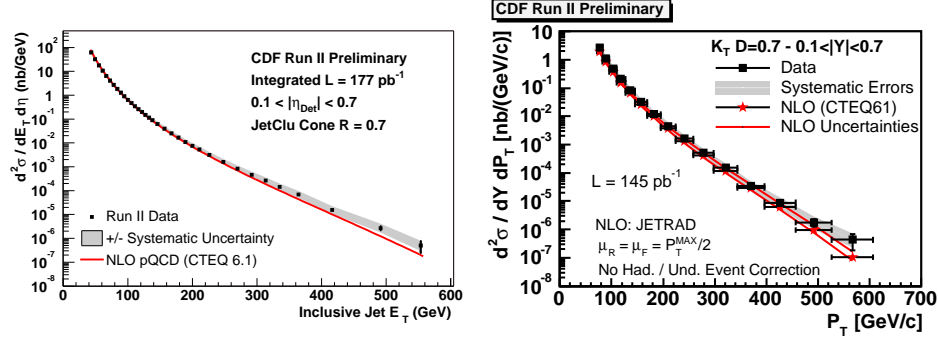 d²σ / dE_T dη (nb/GeV)
10²
10
1
10⁻¹
10⁻²
10⁻³
10⁻⁴
10⁻⁵
10⁻⁶
10⁻⁷
10⁻⁸
CDF Run II Preliminary
Integrated L = 177 pb⁻¹
0.1 < |η_Det| < 0.7
JetClu Cone R = 0.7
Run II Data
+/- Systematic Uncertainty
NLO pQCD (CTEQ 6.1)
0 100 200 300 400 500 600
Inclusive Jet E_T (GeV)
CDF Run II Preliminary
d²σ / dY dP_T [nb/(GeV/c)]
10
1
10⁻¹
10⁻²
10⁻³
10⁻⁴
10⁻⁵
10⁻⁶
10⁻⁷
10⁻⁸
K_T D=0.7 - 0.1<|Y|<0.7
Data
Systematic Errors
NLO (CTEQ61)
NLO Uncertainties
L = 145 pb⁻¹
NLO: JETRAD
μ_R = μ_F = P_T^MAX/2
No Had. / Und. Event Correction
0 100 200 300 400 500 600 700
P_T [GeV/c]